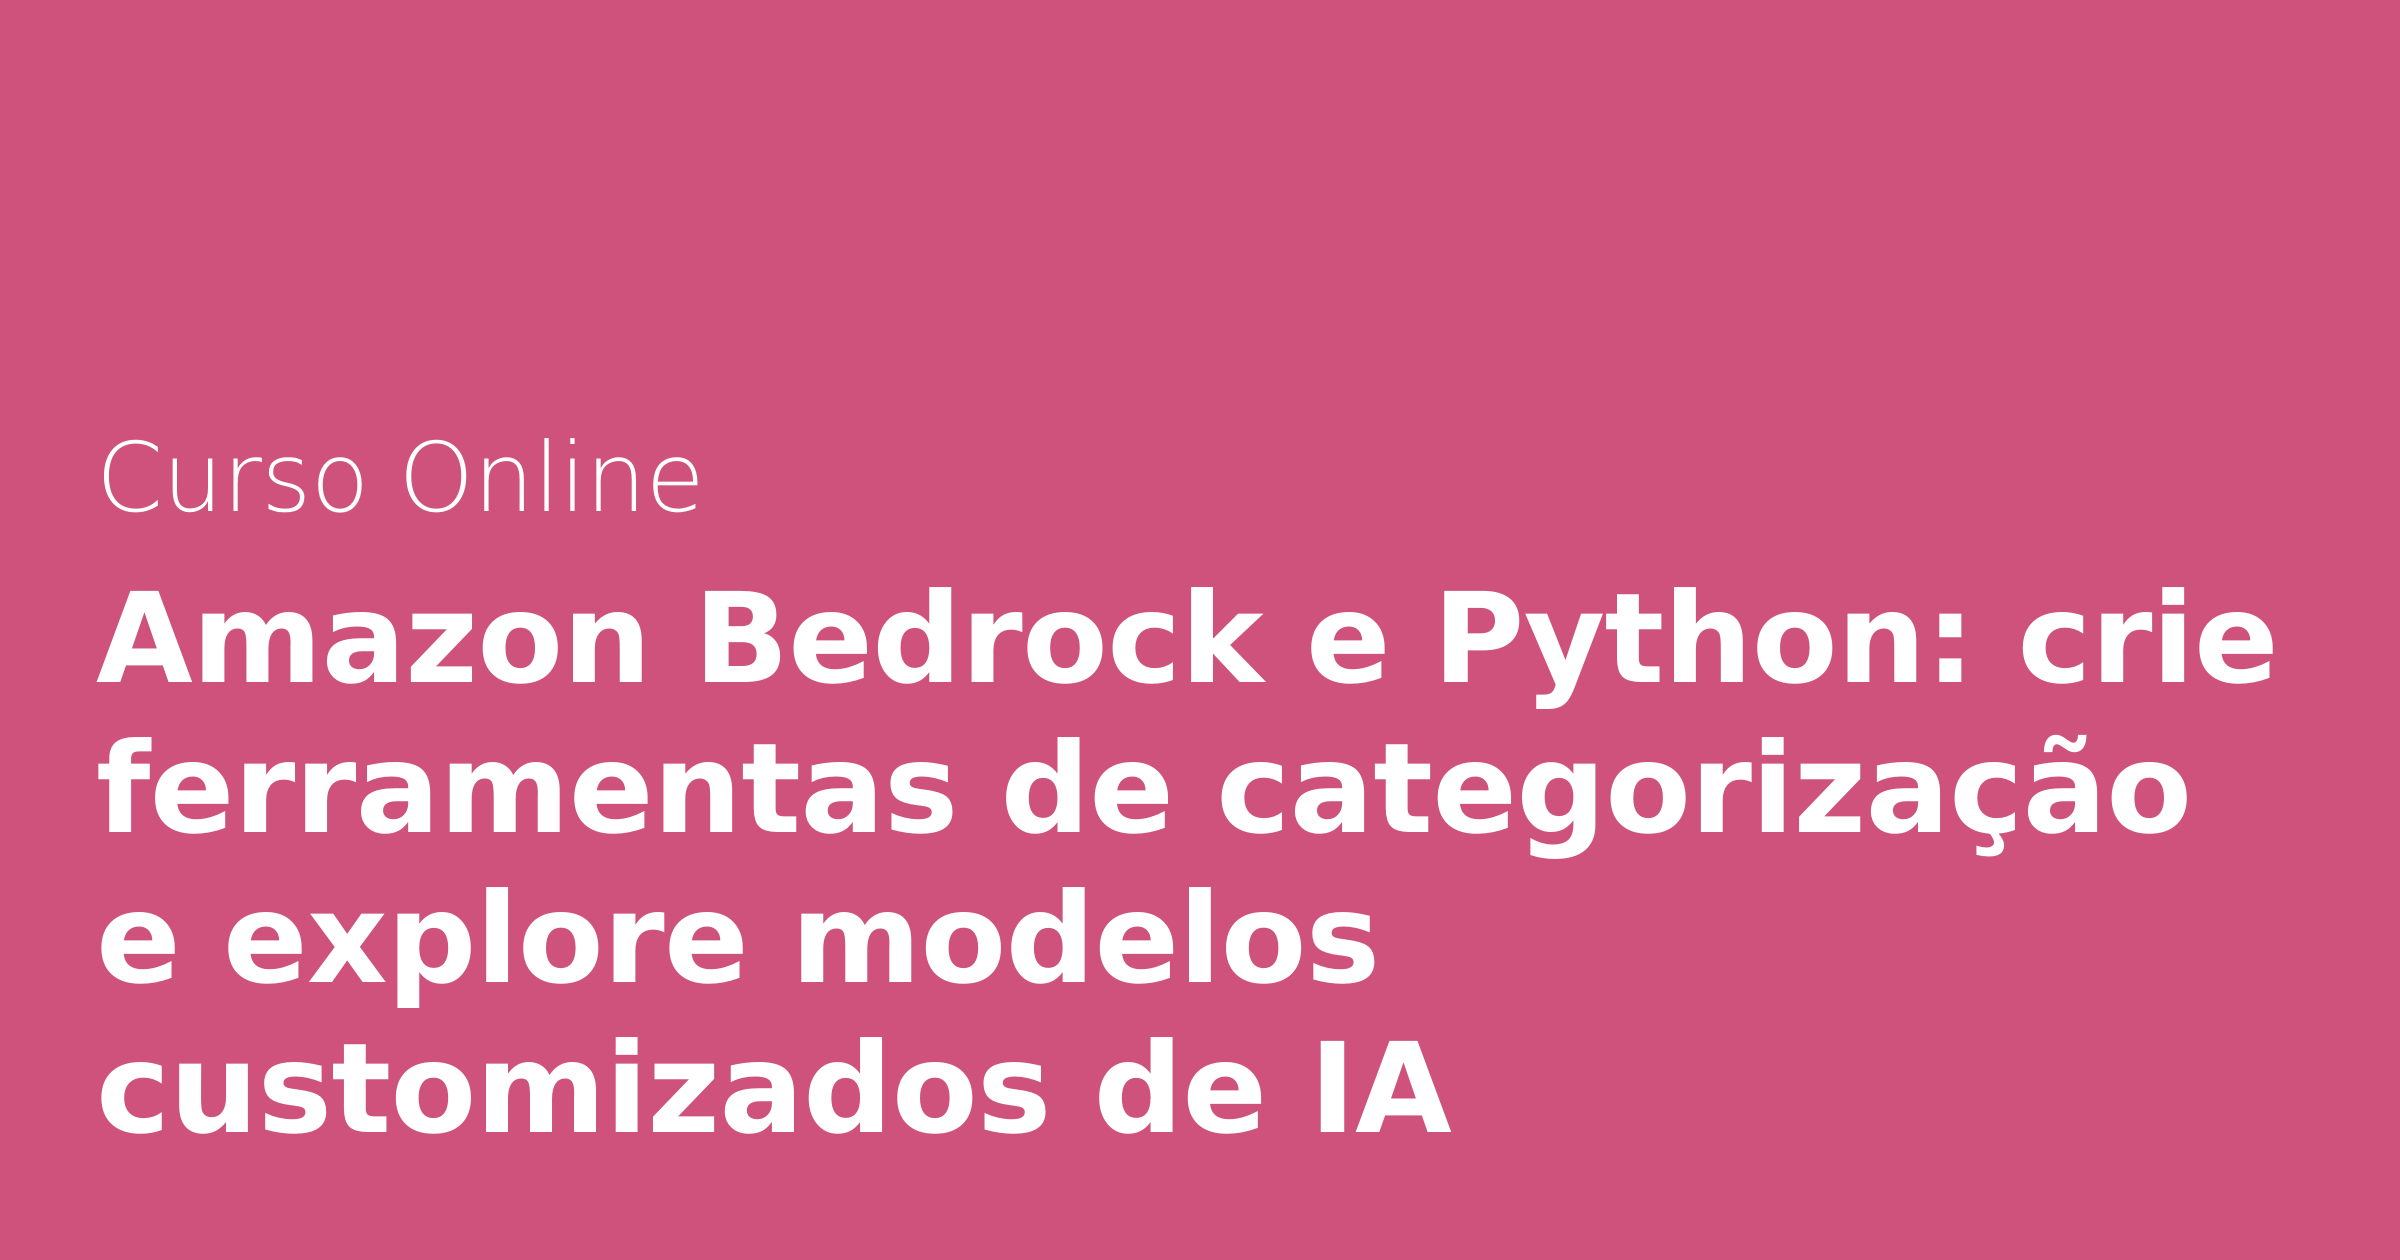 Curso Online
Amazon Bedrock e Python: crie
ferramentas de categorização
e explore modelos
customizados de IA